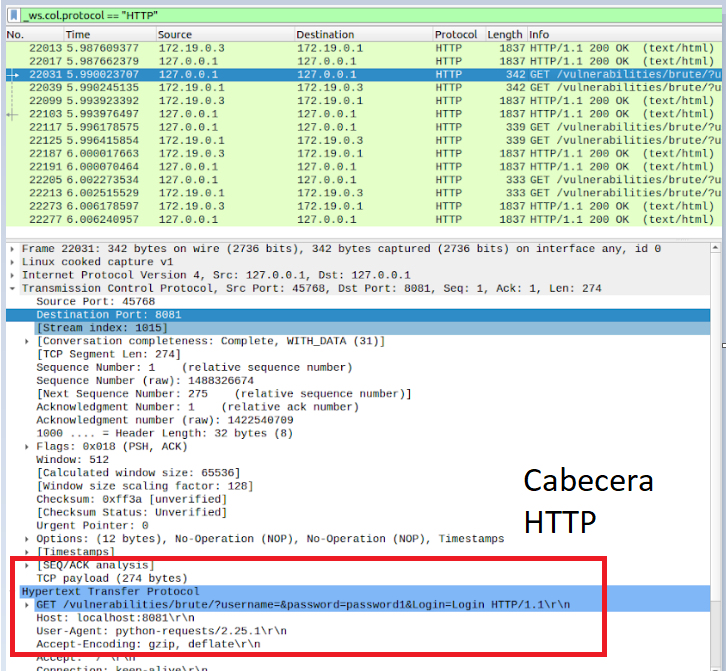 _ws.col.protocol == "HTTP"
No. Time Source Destination Protocol Length Info
22013 5.987609377 172.19.0.3 172.19.0.1 HTTP 1837 HTTP/1.1 200 OK (text/html)
22017 5.987662379 127.0.0.1 127.0.0.1 HTTP 1837 HTTP/1.1 200 OK (text/html)
22031 5.990023707 127.0.0.1 127.0.0.1 HTTP 342 GET /vulnerabilities/brute/?u
22039 5.990245135 172.19.0.1 172.19.0.3 HTTP 342 GET /vulnerabilities/brute/?u
22099 5.993923392 172.19.0.3 172.19.0.1 HTTP 1837 HTTP/1.1 200 OK (text/html)
22103 5.993976497 127.0.0.1 127.0.0.1 HTTP 1837 HTTP/1.1 200 OK (text/html)
22117 5.996178575 127.0.0.1 127.0.0.1 HTTP 339 GET /vulnerabilities/brute/?u
22125 5.996415854 172.19.0.1 172.19.0.3 HTTP 339 GET /vulnerabilities/brute/?u
22187 6.000017663 172.19.0.3 172.19.0.1 HTTP 1837 HTTP/1.1 200 OK (text/html)
22191 6.000070464 127.0.0.1 127.0.0.1 HTTP 1837 HTTP/1.1 200 OK (text/html)
22205 6.002273534 127.0.0.1 127.0.0.1 HTTP 333 GET /vulnerabilities/brute/?u
22213 6.002515529 172.19.0.1 172.19.0.3 HTTP 333 GET /vulnerabilities/brute/?u
22273 6.006178597 172.19.0.3 172.19.0.1 HTTP 1837 HTTP/1.1 200 OK (text/html)
22277 6.006240957 127.0.0.1 127.0.0.1 HTTP 1837 HTTP/1.1 200 OK (text/html)
Frame 22031: 342 bytes on wire (2736 bits), 342 bytes captured (2736 bits) on interface any, id 0
Linux cooked capture v1
Internet Protocol Version 4, Src: 127.0.0.1, Dst: 127.0.0.1
Transmission Control Protocol, Src Port: 45768, Dst Port: 8081, Seq: 1, Ack: 1, Len: 274
Source Port: 45768
Destination Port: 8081
[Stream index: 1015]
[Conversation completeness: Complete, WITH_DATA (31)]
[TCP Segment Len: 274]
Sequence Number: 1 (relative sequence number)
Sequence Number (raw): 1488326674
[Next Sequence Number: 275 (relative sequence number)]
Acknowledgment Number: 1 (relative ack number)
Acknowledgment number (raw): 1422540709
1000 .... = Header Length: 32 bytes (8)
Flags: 0x018 (PSH, ACK)
Window: 512
[Calculated window size: 65536]
[Window size scaling factor: 128]
Checksum: 0xff3a [unverified]
[Checksum Status: Unverified]
Urgent Pointer: 0
Options: (12 bytes), No-Operation (NOP), No-Operation (NOP), Timestamps
[Timestamps]
[SEQ/ACK analysis]
TCP payload (274 bytes)
Hypertext Transfer Protocol
GET /vulnerabilities/brute/?username=&password=password1&Login=Login HTTP/1.1\r\n
Host: localhost:8081\r\n
User-Agent: python-requests/2.25.1\r\n
Accept-Encoding: gzip, deflate\r\n
Accept: */*\r\n
Connection: keep-alive\r\n
Cabecera
HTTP